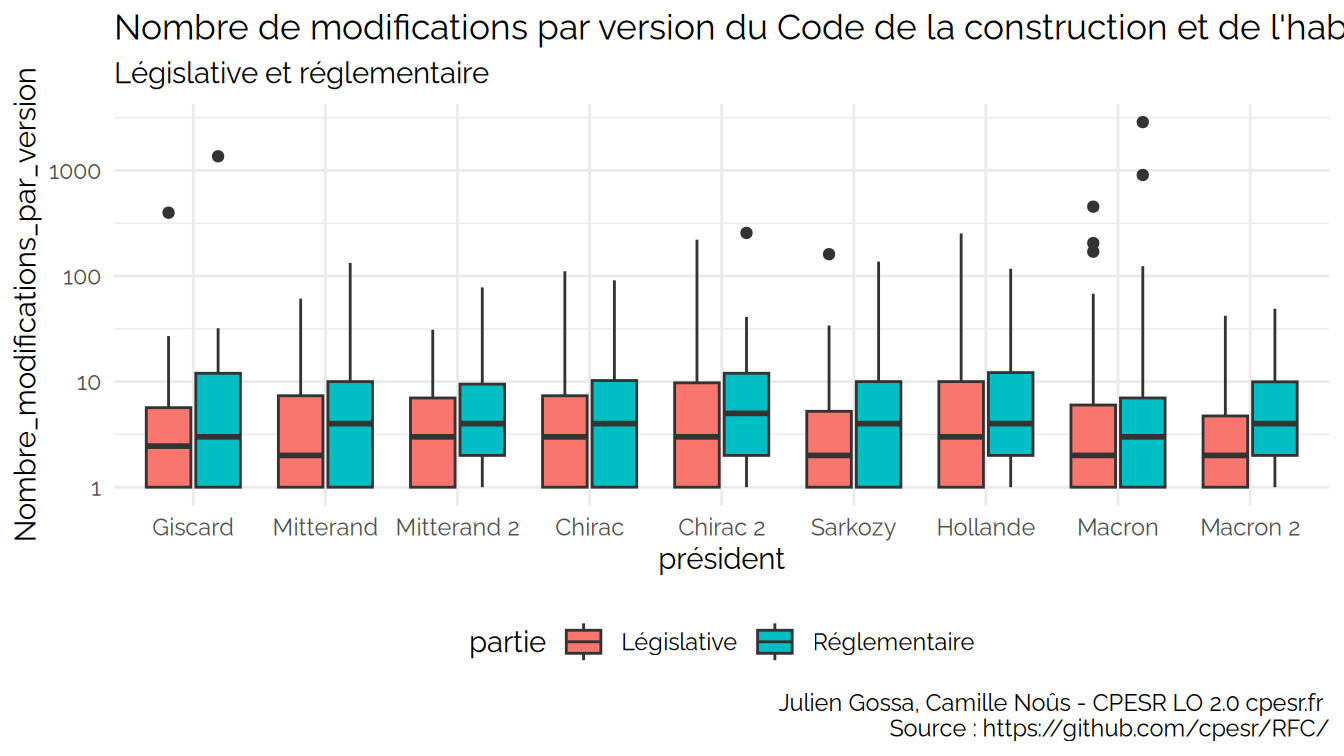 Nombre de modifications par version du Code de la construction et de l'hab
Législative et réglementaire
Nombre_modifications_par_version
1000
100
10
1
Giscard Mitterand Mitterand 2 Chirac Chirac 2 Sarkozy Hollande Macron Macron 2
président
partie Législative Réglementaire
Julien Gossa, Camille Noûs - CPESR LO 2.0 cpesr.fr
Source : https://github.com/cpesr/RFC/